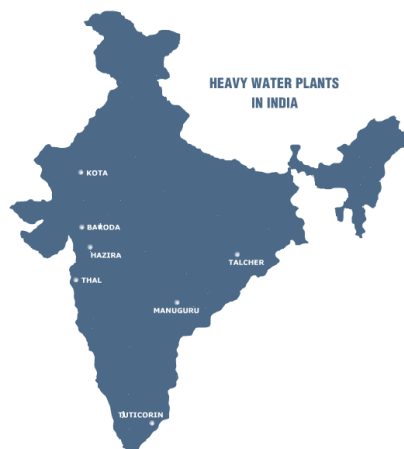 HEAVY WATER PLANTS
IN INDIA
KOTA
BARODA
HAZIRA
TALCHER
THAL
MANUGURU
TUTICORIN